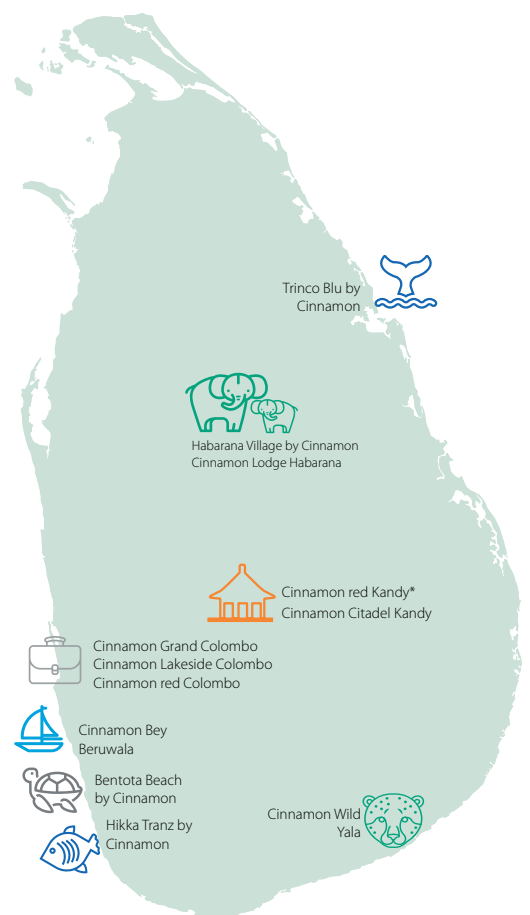 Trinco Blu by
Cinnamon
Habarana Village by Cinnamon
Cinnamon Lodge Habarana
Cinnamon red Kandy*
Cinnamon Citadel Kandy
Cinnamon Grand Colombo
Cinnamon Lakeside Colombo
Cinnamon red Colombo
Cinnamon Bey
Beruwala
Bentota Beach
by Cinnamon
Hikka Tranz by
Cinnamon
Cinnamon Wild
Yala